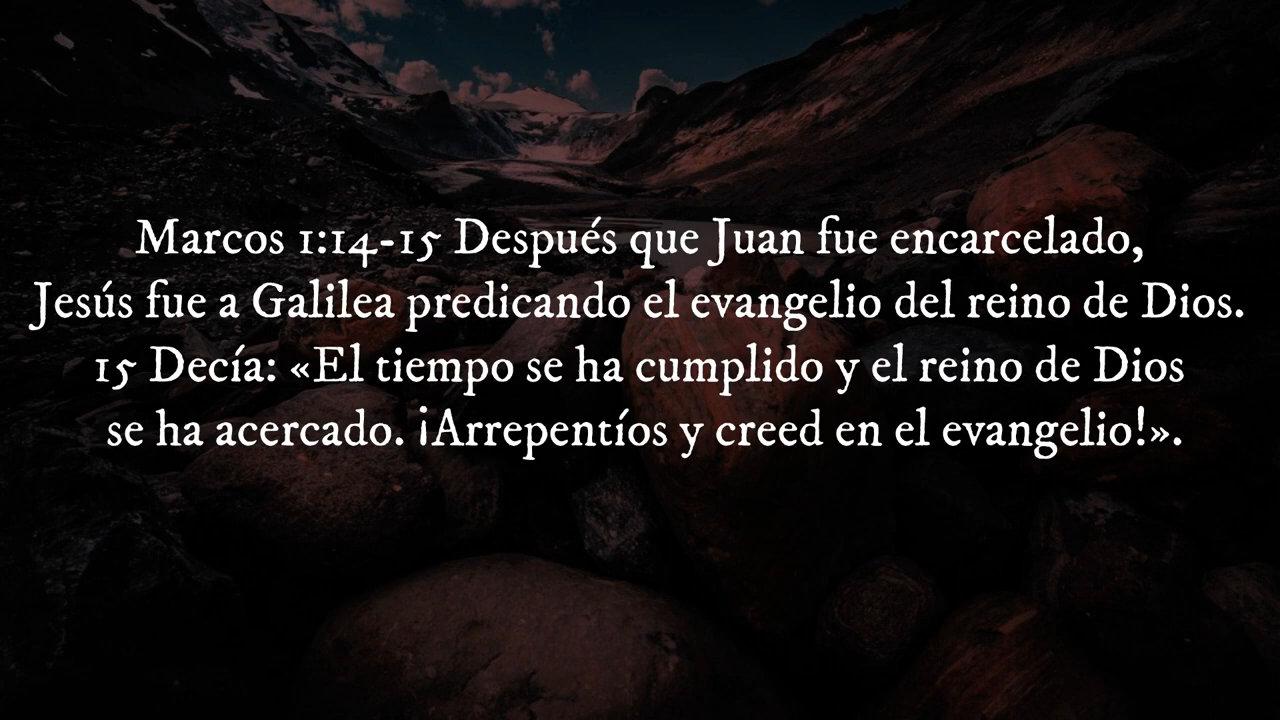 Marcos 1:14-15 Después que Juan fue encarcelado,
Jesús fue a Galilea predicando el evangelio del reino de Dios.
15 Decía: «El tiempo se ha cumplido y el reino de Dios
se ha acercado. ¡Arrepentíos y creed en el evangelio!».